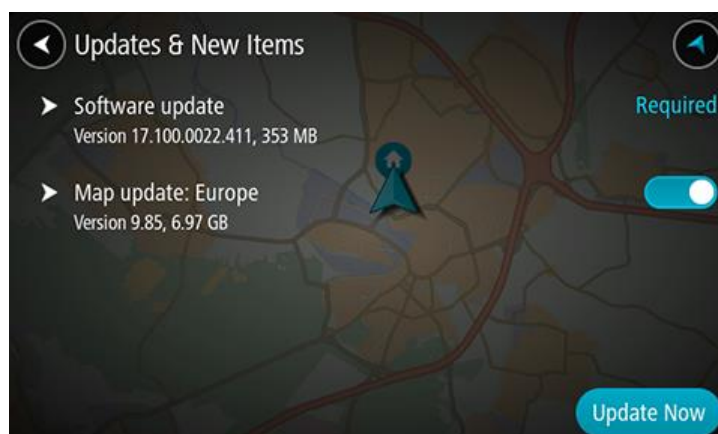 Updates & New Items
Software update
Required
Version 17.100.0022.411, 353 MB
Map update: Europe
Version 9.85, 6.97 GB
Update Now